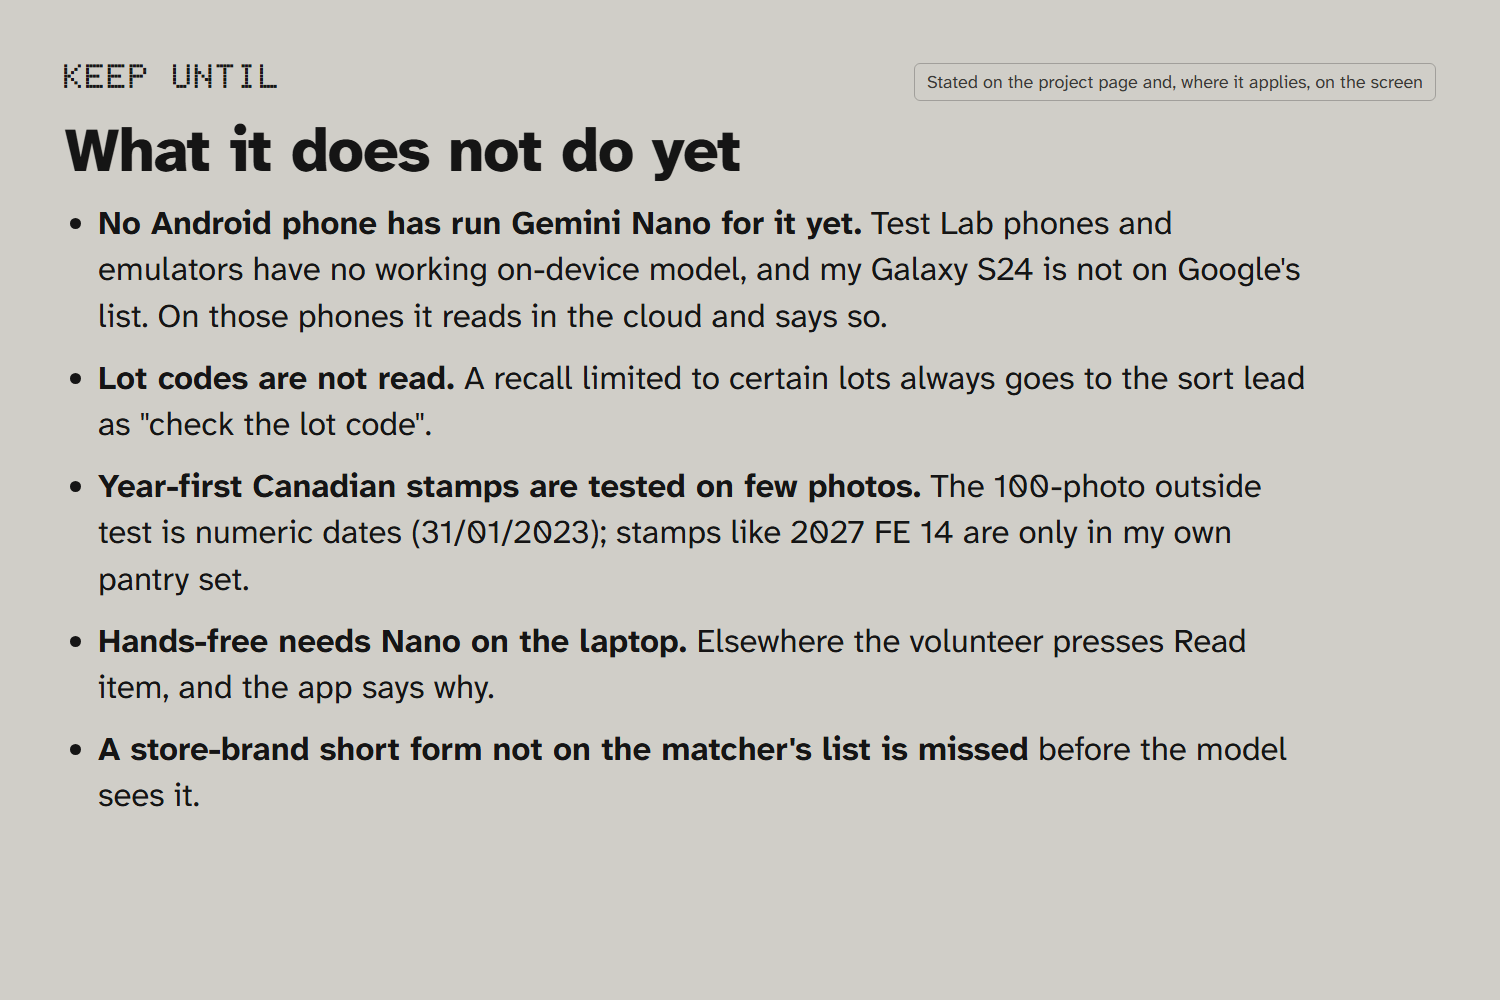 KEEP UNTIL
Stated on the project page and, where it applies, on the screen
What it does not do yet
• No Android phone has run Gemini Nano for it yet. Test Lab phones and
emulators have no working on-device model, and my Galaxy S24 is not on Google's
list. On those phones it reads in the cloud and says so.
• Lot codes are not read. A recall limited to certain lots always goes to the sort lead
as "check the lot code".
• Year-first Canadian stamps are tested on few photos. The 100-photo outside
test is numeric dates (31/01/2023); stamps like 2027 FE 14 are only in my own
pantry set.
• Hands-free needs Nano on the laptop. Elsewhere the volunteer presses Read
item, and the app says why.
• A store-brand short form not on the matcher's list is missed before the model
sees it.